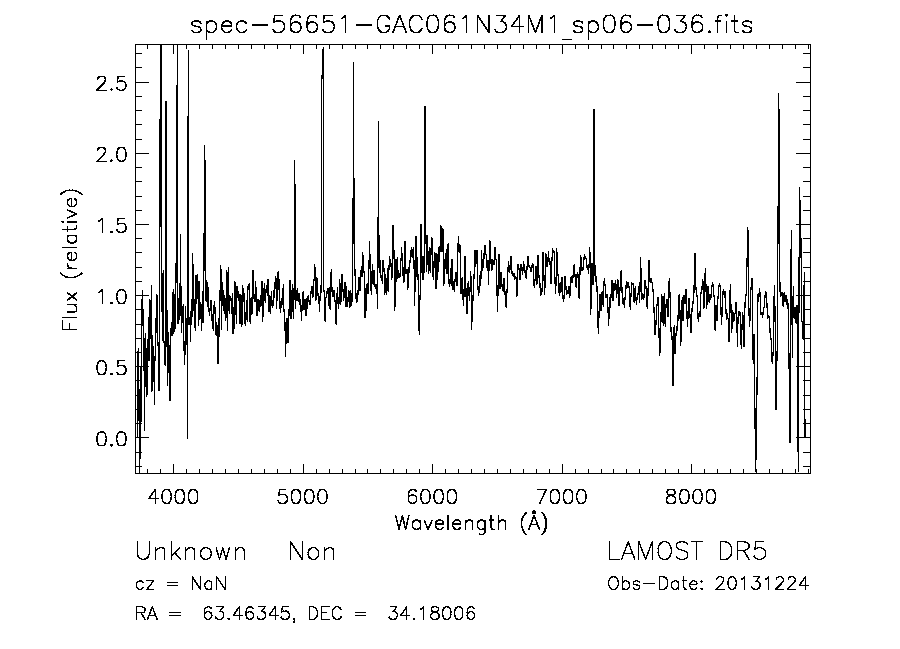 spec-56651-GAC061N34M1_sp06-036.fits
2.5
2.0
1.5
1.0
0.5
0.0
Flux (relative)
4000 5000 6000 7000 8000
Wavelength (Å)
Unknown Non LAMOST DR5
cz = NaN Obs-Date: 20131224
RA = 63.46345, DEC = 34.18006